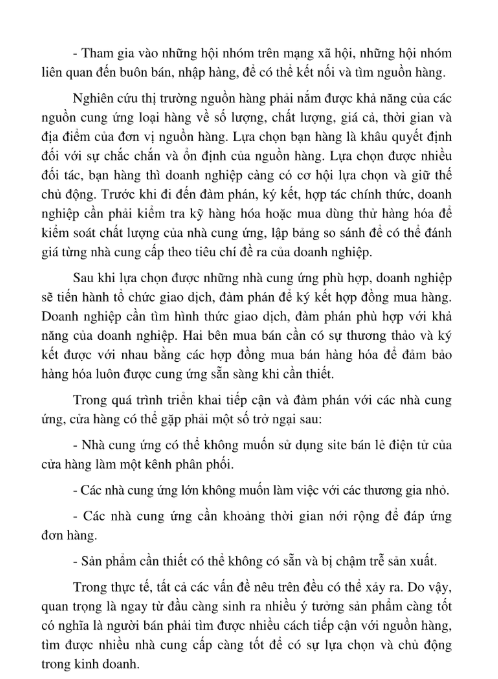 - Tham gia vào những hội nhóm trên mạng xã hội, những hội nhóm
liên quan đến buôn bán, nhập hàng, để có thể kết nối và tìm nguồn hàng.
Nghiên cứu thị trường nguồn hàng phải nắm được khả năng của các
nguồn cung ứng loại hàng về số lượng, chất lượng, giá cả, thời gian và
địa điểm của đơn vị nguồn hàng. Lựa chọn bạn hàng là khâu quyết định
đối với sự chắc chắn và ổn định của nguồn hàng. Lựa chọn được nhiều
đối tác, bạn hàng thì doanh nghiệp càng có cơ hội lựa chọn và giữ thế
chủ động. Trước khi đi đến đàm phán, ký kết, hợp tác chính thức, doanh
nghiệp cần phải kiểm tra kỹ hàng hóa hoặc mua dùng thử hàng hóa để
kiểm soát chất lượng của nhà cung ứng, lập bảng so sánh để có thể đánh
giá từng nhà cung cấp theo tiêu chí đề ra của doanh nghiệp.
Sau khi lựa chọn được những nhà cung ứng phù hợp, doanh nghiệp
sẽ tiến hành tổ chức giao dịch, đàm phán để ký kết hợp đồng mua hàng.
Doanh nghiệp cần tìm hình thức giao dịch, đàm phán phù hợp với khả
năng của doanh nghiệp. Hai bên mua bán cần có sự thương thảo và ký
kết được với nhau bằng các hợp đồng mua bán hàng hóa để đảm bảo
hàng hóa luôn được cung ứng sẵn sàng khi cần thiết.
Trong quá trình triển khai tiếp cận và đàm phán với các nhà cung
ứng, cửa hàng có thể gặp phải một số trở ngại sau:
- Nhà cung ứng có thể không muốn sử dụng site bán lẻ điện tử của
cửa hàng làm một kênh phân phối.
- Các nhà cung ứng lớn không muốn làm việc với các thương gia nhỏ.
- Các nhà cung ứng cần khoảng thời gian nới rộng để đáp ứng
đơn hàng.
- Sản phẩm cần thiết có thể không có sẵn và bị chậm trễ sản xuất.
Trong thực tế, tất cả các vấn đề nêu trên đều có thể xảy ra. Do vậy,
quan trọng là ngay từ đầu càng sinh ra nhiều ý tưởng sản phẩm càng tốt
có nghĩa là người bán phải tìm được nhiều cách tiếp cận với nguồn hàng,
tìm được nhiều nhà cung cấp càng tốt để có sự lựa chọn và chủ động
trong kinh doanh.